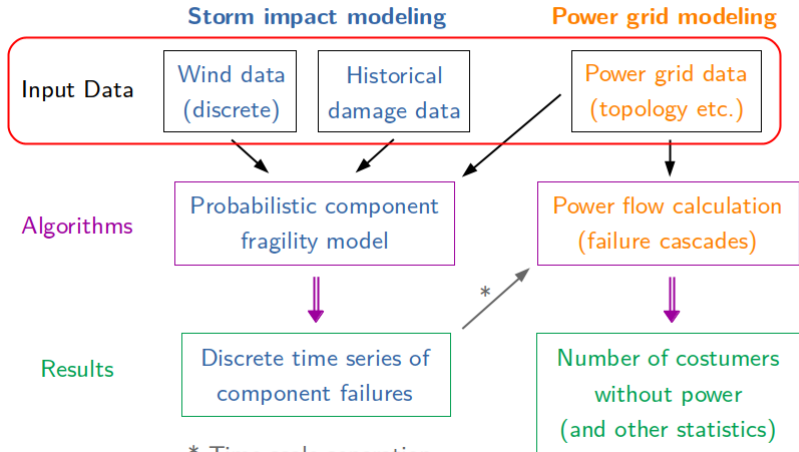 Storm impact modeling
Power grid modeling
Input Data
Wind data
(discrete)
Historical
damage data
Power grid data
(topology etc.)
Algorithms
Probabilistic component
fragility model
Power flow calculation
(failure cascades)
*
Results
Discrete time series of
component failures
Number of costumers
without power
(and other statistics)
* Time